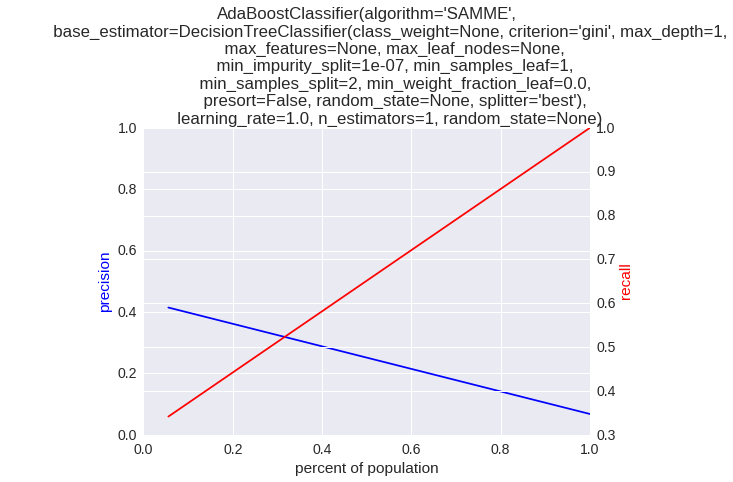 AdaBoostClassifier(algorithm='SAMME',
base_estimator=DecisionTreeClassifier(class_weight=None, criterion='gini', max_depth=1,
max_features=None, max_leaf_nodes=None,
min_impurity_split=1e-07, min_samples_leaf=1,
min_samples_split=2, min_weight_fraction_leaf=0.0,
presort=False, random_state=None, splitter='best'),
learning_rate=1.0, n_estimators=1, random_state=None)
1.0
0.8
0.6
0.4
0.2
0.0
precision
1.0
0.9
0.8
0.7
0.6
0.5
0.4
0.3
recall
0.0 0.2 0.4 0.6 0.8 1.0
percent of population